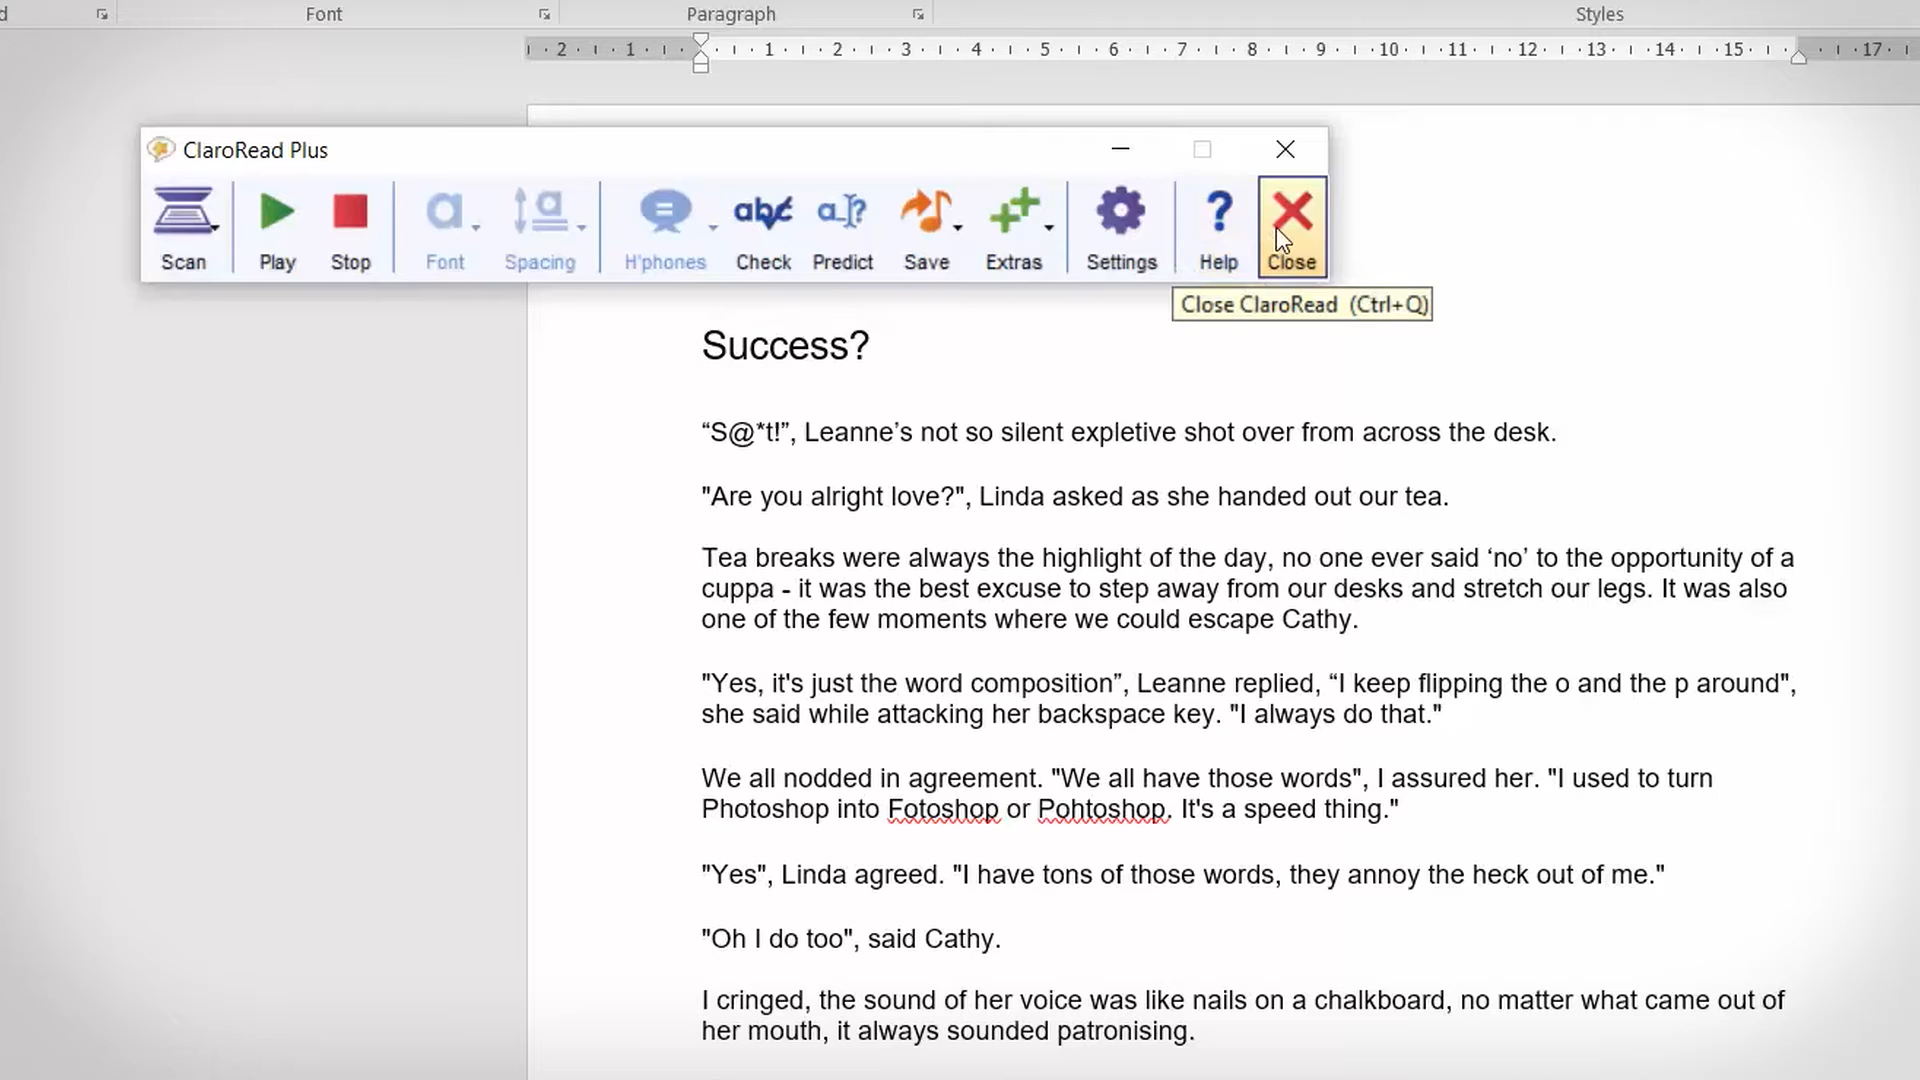 d Font Paragraph Styles
2 1 1 2 3 4 5 6 7 8 9 10 11 12 13 14 15 17
ClaroRead Plus
Scan Play Stop Font Spacing H'phones Check Predict Save Extras Settings Help Close
Close ClaroRead (Ctrl+Q)
Success?
“S@*t!”, Leanne’s not so silent expletive shot over from across the desk.
"Are you alright love?", Linda asked as she handed out our tea.
Tea breaks were always the highlight of the day, no one ever said ‘no’ to the opportunity of a
cuppa - it was the best excuse to step away from our desks and stretch our legs. It was also
one of the few moments where we could escape Cathy.
"Yes, it's just the word composition”, Leanne replied, “I keep flipping the o and the p around",
she said while attacking her backspace key. "I always do that."
We all nodded in agreement. "We all have those words", I assured her. "I used to turn
Photoshop into Fotoshop or Pohtoshop. It's a speed thing."
"Yes", Linda agreed. "I have tons of those words, they annoy the heck out of me."
"Oh I do too", said Cathy.
I cringed, the sound of her voice was like nails on a chalkboard, no matter what came out of
her mouth, it always sounded patronising.